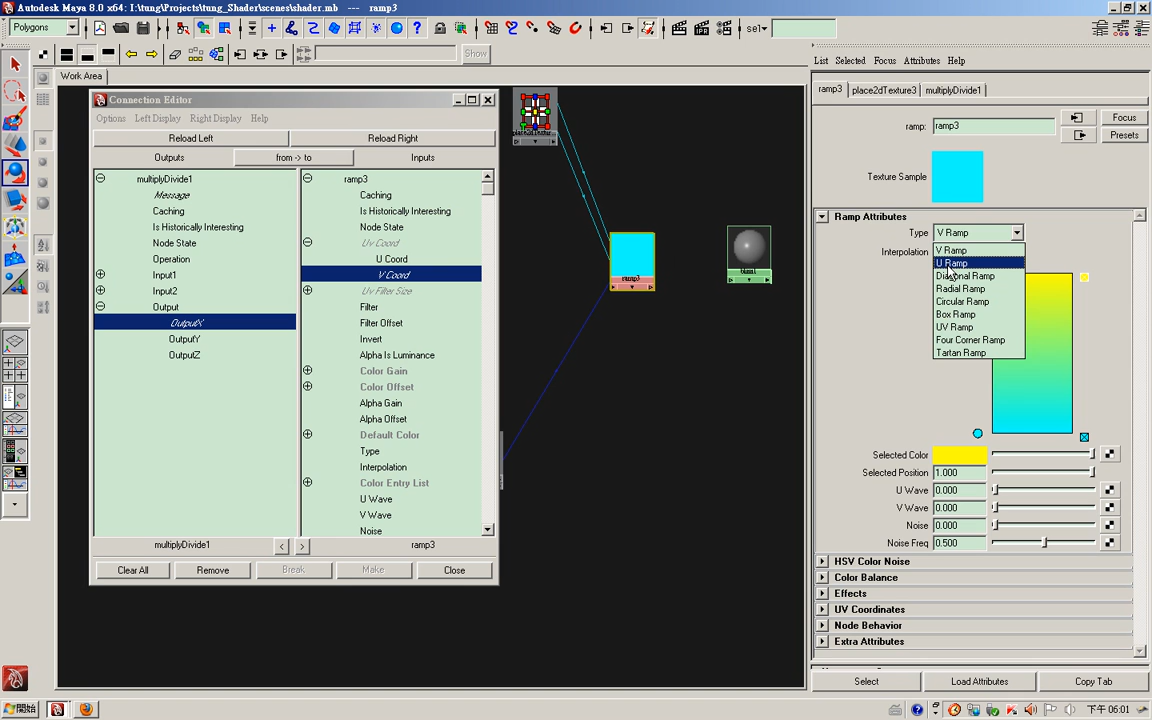 Autodesk Maya 8.0 x64: I:\tung\Projects\tung_Shader\scenes\shader.mb --- ramp3
Polygons
Show
sel
Work Area
Connection Editor
Options Left Display Right Display Help
Reload Left Reload Right
Outputs from -> to Inputs
multiplyDivide1
Message
Caching
Is Historically Interesting
Node State
Operation
Input1
Input2
Output
OutputX
OutputY
OutputZ
ramp3
Caching
Is Historically Interesting
Node State
Uv Coord
U Coord
V Coord
Uv Filter Size
Filter
Filter Offset
Invert
Alpha Is Luminance
Color Gain
Color Offset
Alpha Gain
Alpha Offset
Default Color
Type
Interpolation
Color Entry List
U Wave
V Wave
Noise
multiplyDivide1 < > ramp3
Clear All Remove Break Make Close
ramp3
List Selected Focus Attributes Help
ramp3 place2dTexture3 multiplyDivide1
ramp: ramp3
Focus
Presets
Texture Sample
Ramp Attributes
Type V Ramp
Interpolation
V Ramp
U Ramp
Diagonal Ramp
Radial Ramp
Circular Ramp
Box Ramp
UV Ramp
Four Corner Ramp
Tartan Ramp
Selected Color
Selected Position 1.000
U Wave 0.000
V Wave 0.000
Noise 0.000
Noise Freq 0.500
HSV Color Noise
Color Balance
Effects
UV Coordinates
Node Behavior
Extra Attributes
Select Load Attributes Copy Tab
開始
下午 06:01